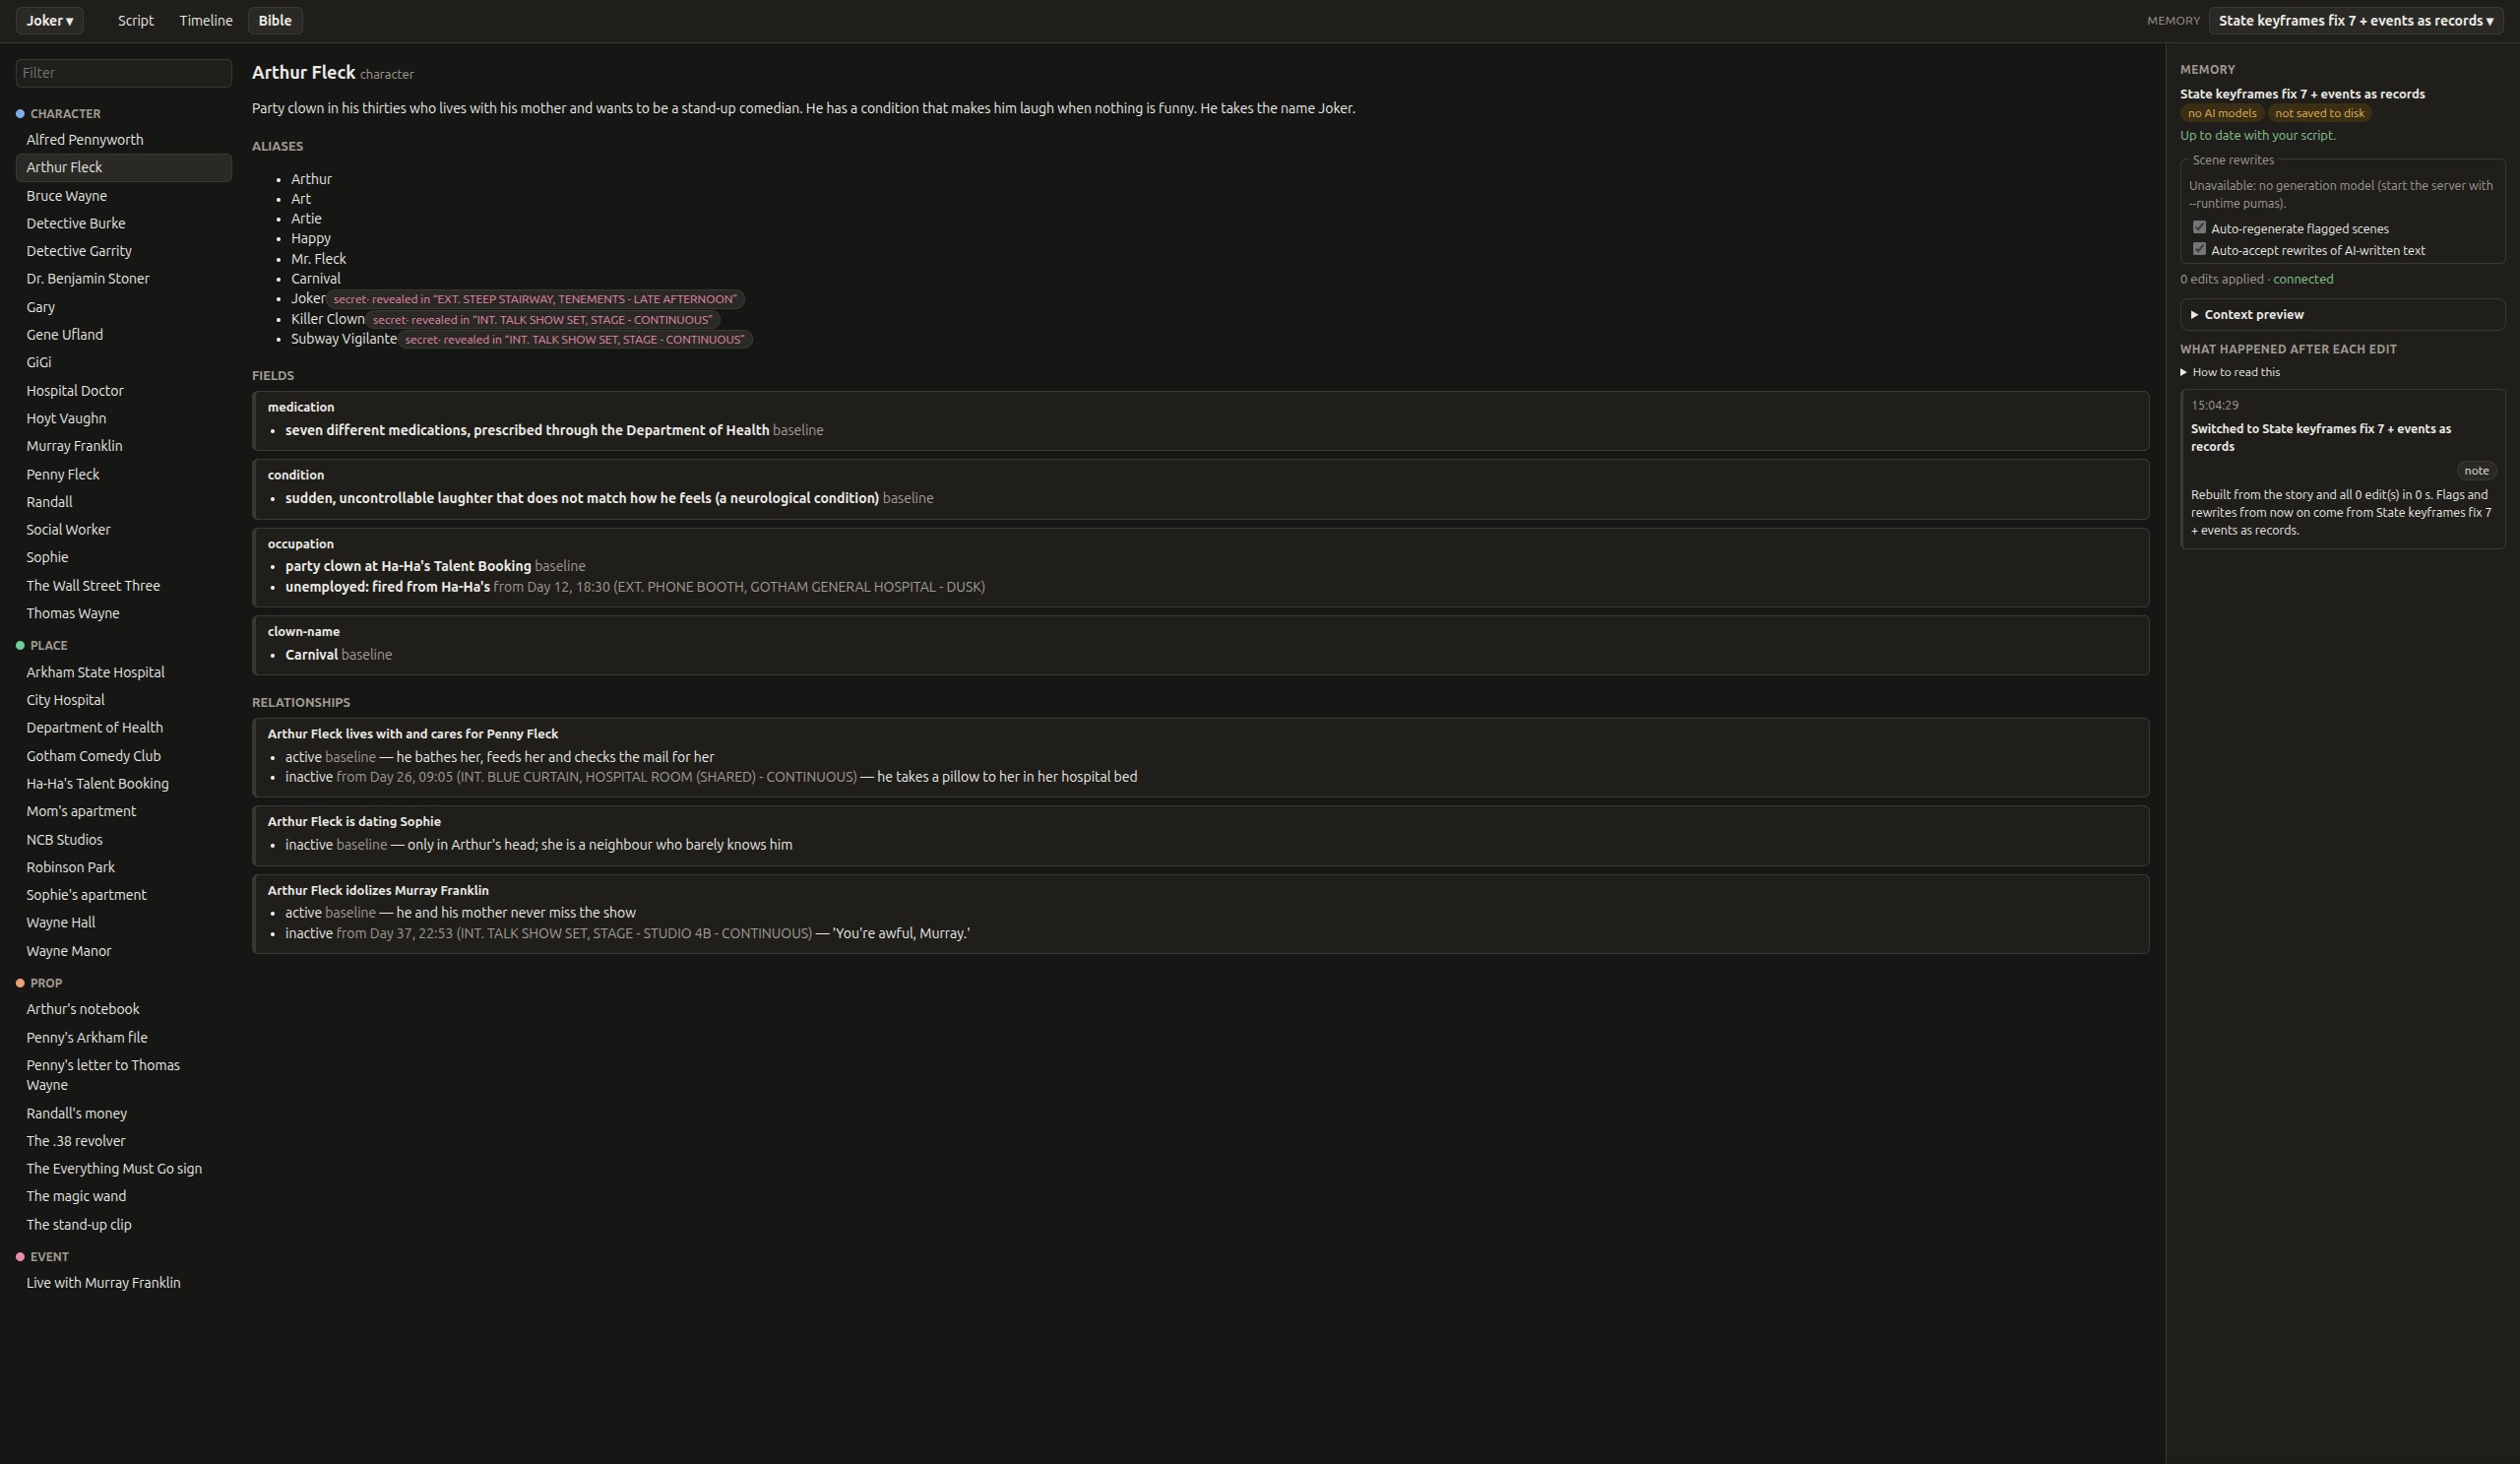 Joker ▾
Script
Timeline
Bible
MEMORY
State keyframes fix 7 + events as records ▾
Filter
CHARACTER
Alfred Pennyworth
Arthur Fleck
Bruce Wayne
Detective Burke
Detective Garrity
Dr. Benjamin Stoner
Gary
Gene Ufland
GiGi
Hospital Doctor
Hoyt Vaughn
Murray Franklin
Penny Fleck
Randall
Social Worker
Sophie
The Wall Street Three
Thomas Wayne
PLACE
Arkham State Hospital
City Hospital
Department of Health
Gotham Comedy Club
Ha-Ha's Talent Booking
Mom's apartment
NCB Studios
Robinson Park
Sophie's apartment
Wayne Hall
Wayne Manor
PROP
Arthur's notebook
Penny's Arkham file
Penny's letter to Thomas
Wayne
Randall's money
The .38 revolver
The Everything Must Go sign
The magic wand
The stand-up clip
EVENT
Live with Murray Franklin
Arthur Fleck character
Party clown in his thirties who lives with his mother and wants to be a stand-up comedian. He has a condition that makes him laugh when nothing is funny. He takes the name Joker.
ALIASES
• Arthur
• Art
• Artie
• Happy
• Mr. Fleck
• Carnival
• Joker secret· revealed in “EXT. STEEP STAIRWAY, TENEMENTS - LATE AFTERNOON”
• Killer Clown secret· revealed in “INT. TALK SHOW SET, STAGE - CONTINUOUS”
• Subway Vigilante secret· revealed in “INT. TALK SHOW SET, STAGE - CONTINUOUS”
FIELDS
medication
• seven different medications, prescribed through the Department of Health baseline
condition
• sudden, uncontrollable laughter that does not match how he feels (a neurological condition) baseline
occupation
• party clown at Ha-Ha's Talent Booking baseline
• unemployed: fired from Ha-Ha's from Day 12, 18:30 (EXT. PHONE BOOTH, GOTHAM GENERAL HOSPITAL - DUSK)
clown-name
• Carnival baseline
RELATIONSHIPS
Arthur Fleck lives with and cares for Penny Fleck
• active baseline — he bathes her, feeds her and checks the mail for her
• inactive from Day 26, 09:05 (INT. BLUE CURTAIN, HOSPITAL ROOM (SHARED) - CONTINUOUS) — he takes a pillow to her in her hospital bed
Arthur Fleck is dating Sophie
• inactive baseline — only in Arthur's head; she is a neighbour who barely knows him
Arthur Fleck idolizes Murray Franklin
• active baseline — he and his mother never miss the show
• inactive from Day 37, 22:53 (INT. TALK SHOW SET, STAGE - STUDIO 4B - CONTINUOUS) — 'You're awful, Murray.'
MEMORY
State keyframes fix 7 + events as records
no AI models
not saved to disk
Up to date with your script.
Scene rewrites
Unavailable: no generation model (start the server with
--runtime pumas).
Auto-regenerate flagged scenes
Auto-accept rewrites of AI-written text
0 edits applied · connected
▶ Context preview
WHAT HAPPENED AFTER EACH EDIT
▶ How to read this
15:04:29
Switched to State keyframes fix 7 + events as
records
note
Rebuilt from the story and all 0 edit(s) in 0 s. Flags and
rewrites from now on come from State keyframes fix 7
+ events as records.